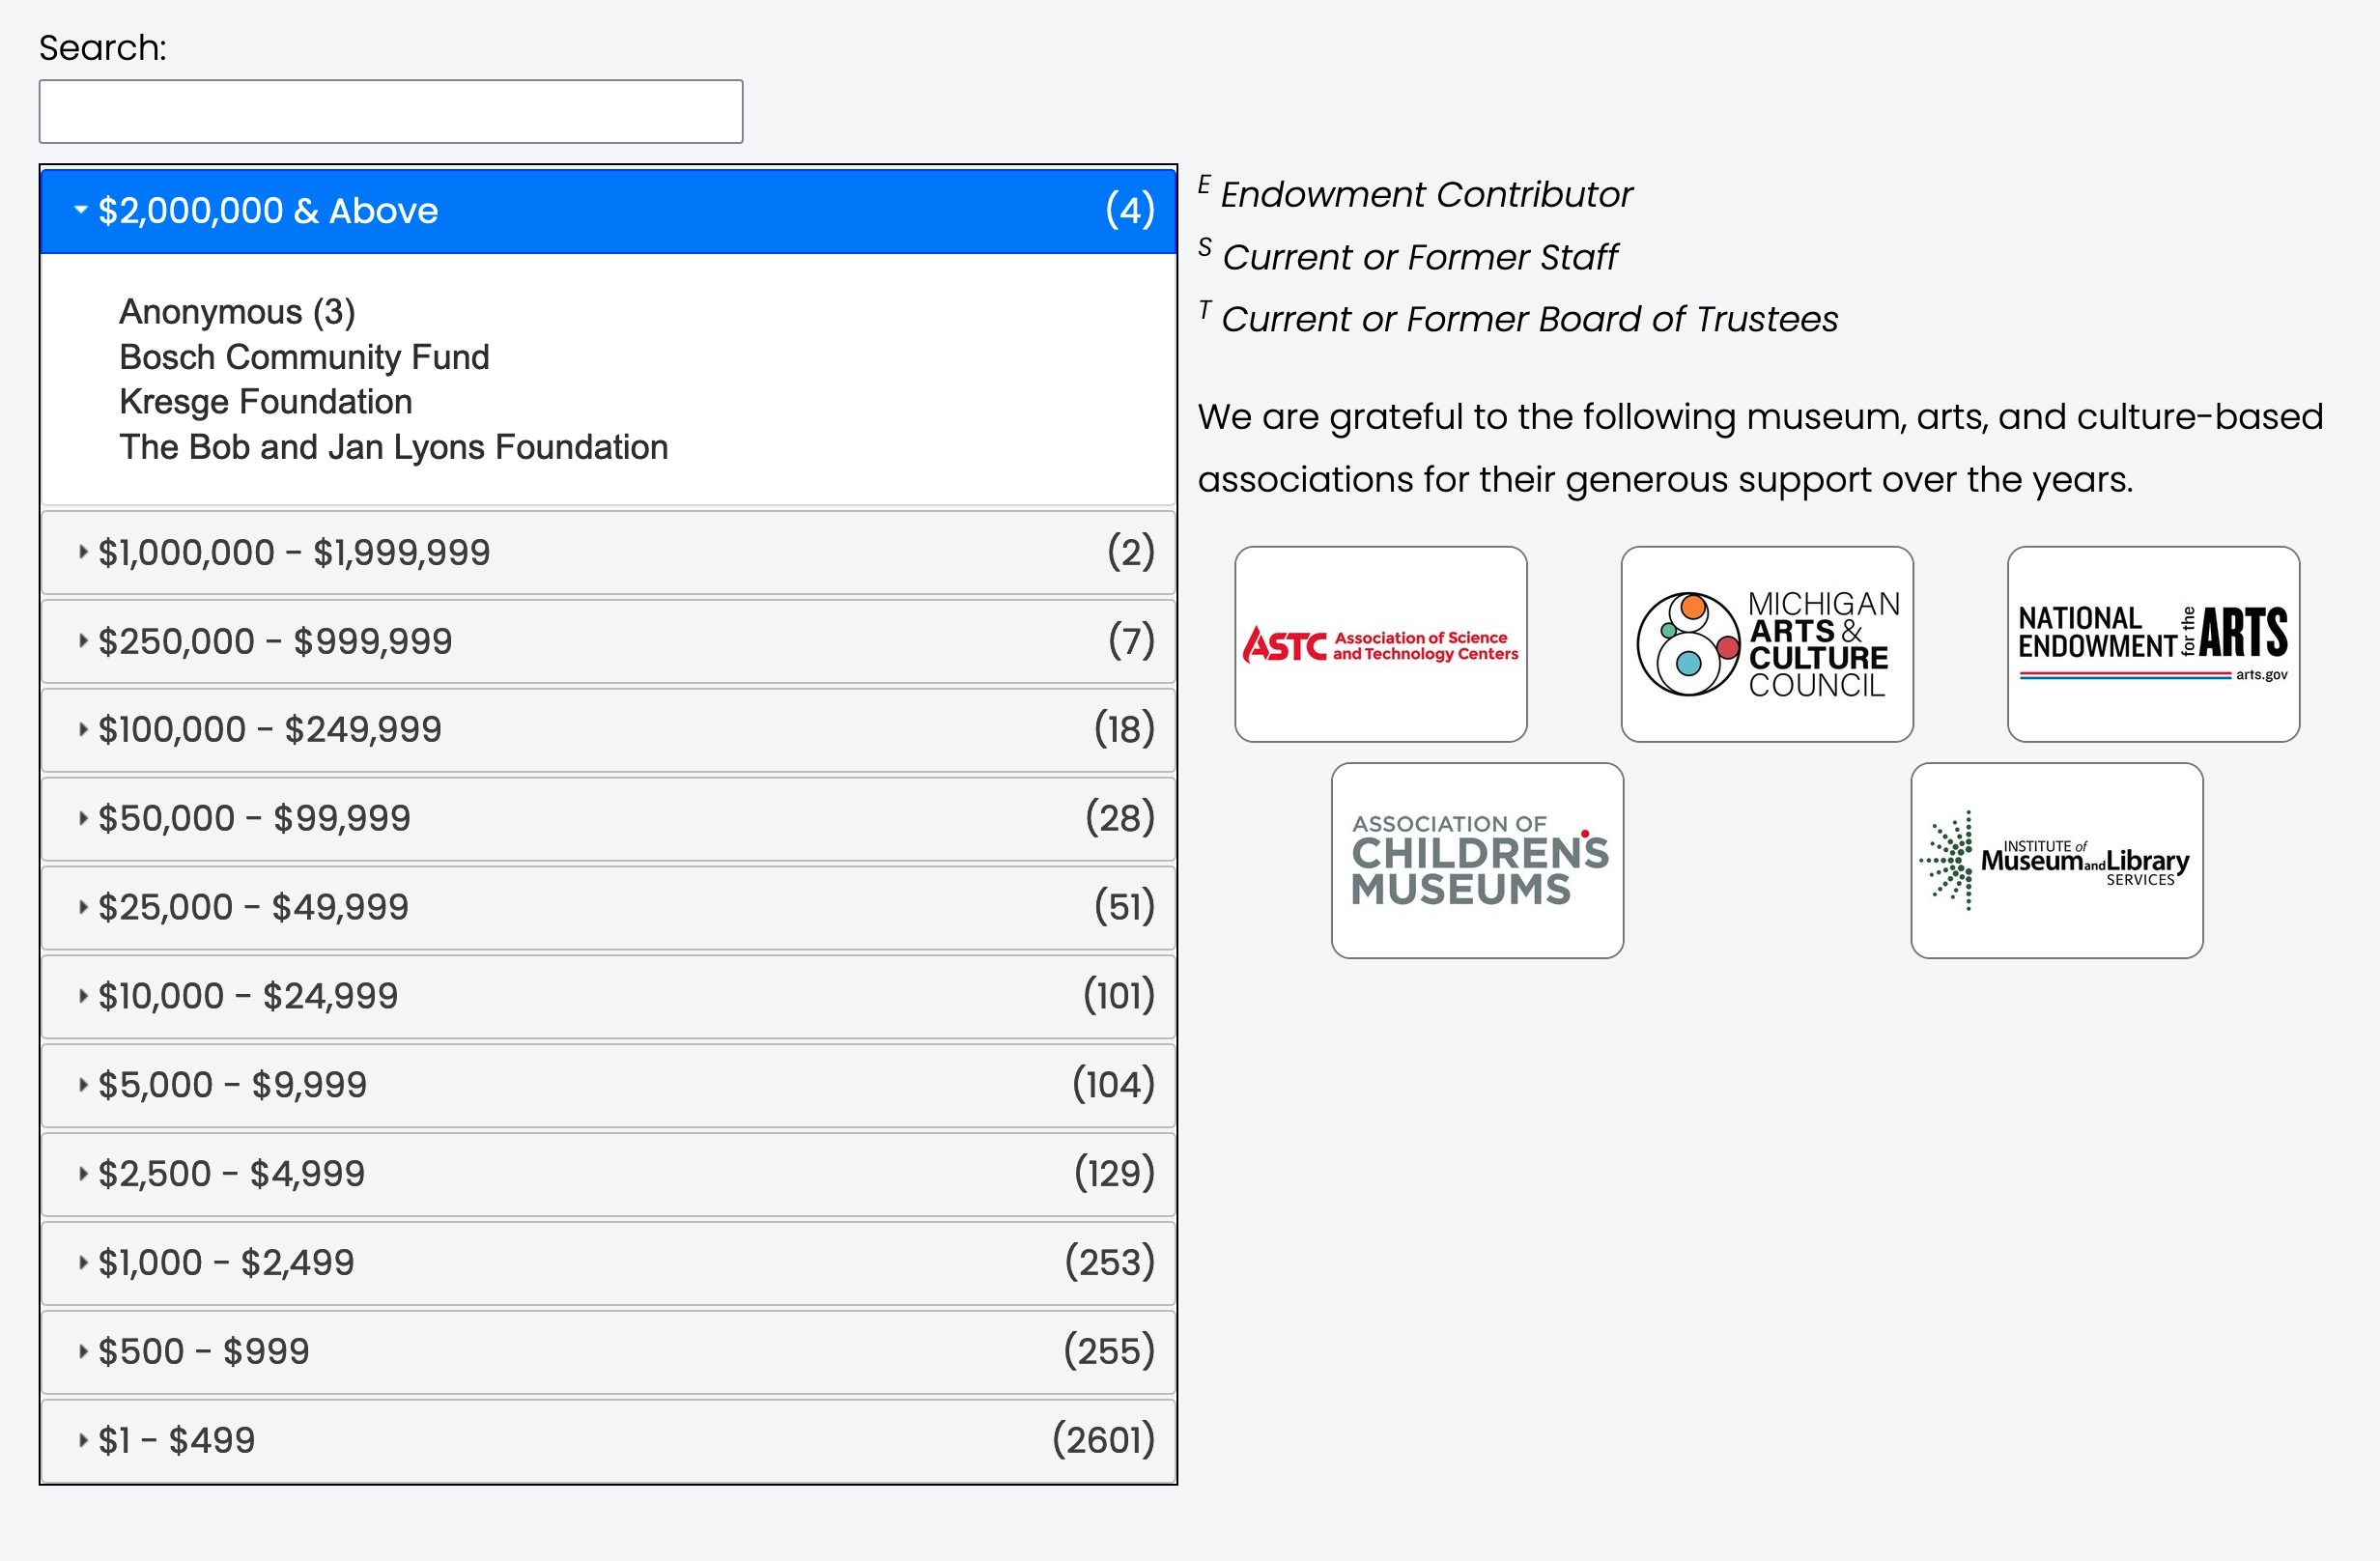 Search:
$2,000,000 & Above (4)
Anonymous (3)
Bosch Community Fund
Kresge Foundation
The Bob and Jan Lyons Foundation
$1,000,000 - $1,999,999 (2)
$250,000 - $999,999 (7)
$100,000 - $249,999 (18)
$50,000 - $99,999 (28)
$25,000 - $49,999 (51)
$10,000 - $24,999 (101)
$5,000 - $9,999 (104)
$2,500 - $4,999 (129)
$1,000 - $2,499 (253)
$500 - $999 (255)
$1 - $499 (2601)
E Endowment Contributor
S Current or Former Staff
T Current or Former Board of Trustees
We are grateful to the following museum, arts, and culture-based
associations for their generous support over the years.
ASTC Association of Science
and Technology Centers
MICHIGAN
ARTS &
CULTURE
COUNCIL
NATIONAL
ENDOWMENT for the ARTS
arts.gov
ASSOCIATION OF
CHILDREN'S
MUSEUMS
INSTITUTE of
Museum and Library
SERVICES